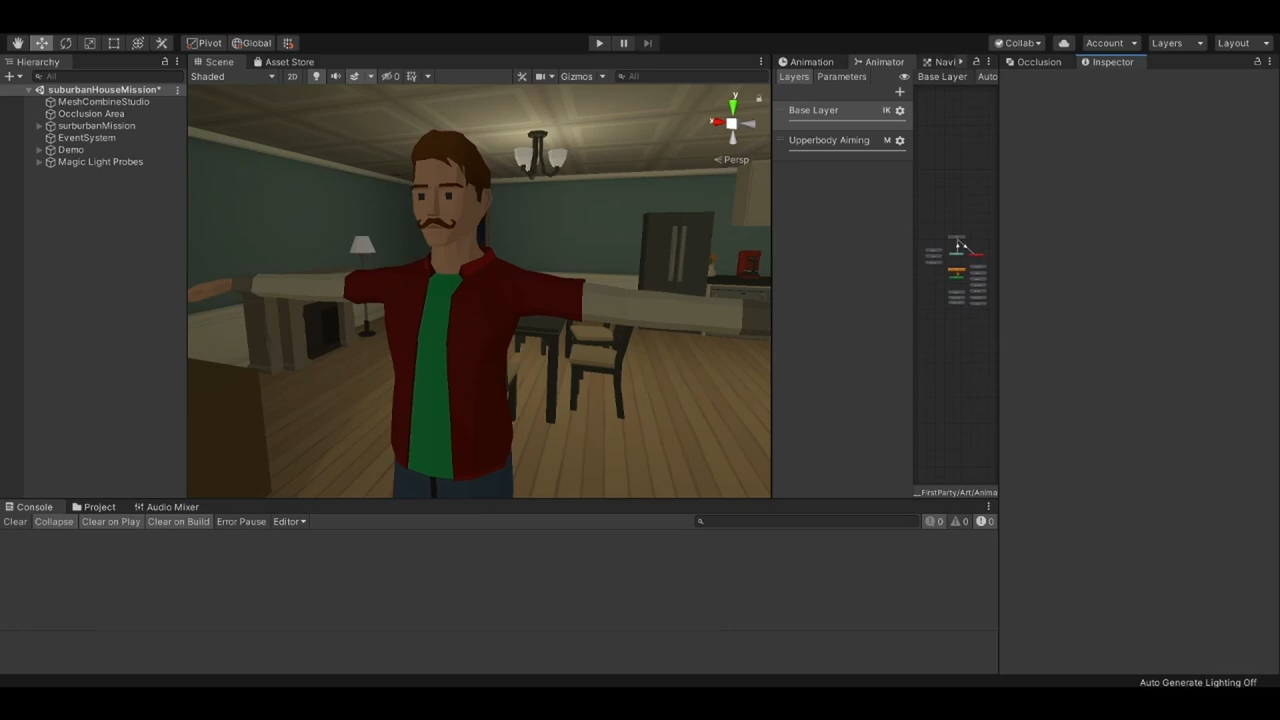 Pivot Global Collab Account Layers Layout
Hierarchy
All
suburbanHouseMission*
MeshCombineStudio
Occlusion Area
surburbanMission
EventSystem
Demo
Magic Light Probes
Scene Asset Store
Shaded 2D 0 Gizmos All
y
x
Persp
Animation Animator Navi
Layers Parameters Base Layer Auto
Base Layer IK
Upperbody Aiming M
__FirstParty/Art/Anima
Occlusion Inspector
Console Project Audio Mixer
Clear Collapse Clear on Play Clear on Build Error Pause Editor 0 0 0
Auto Generate Lighting Off